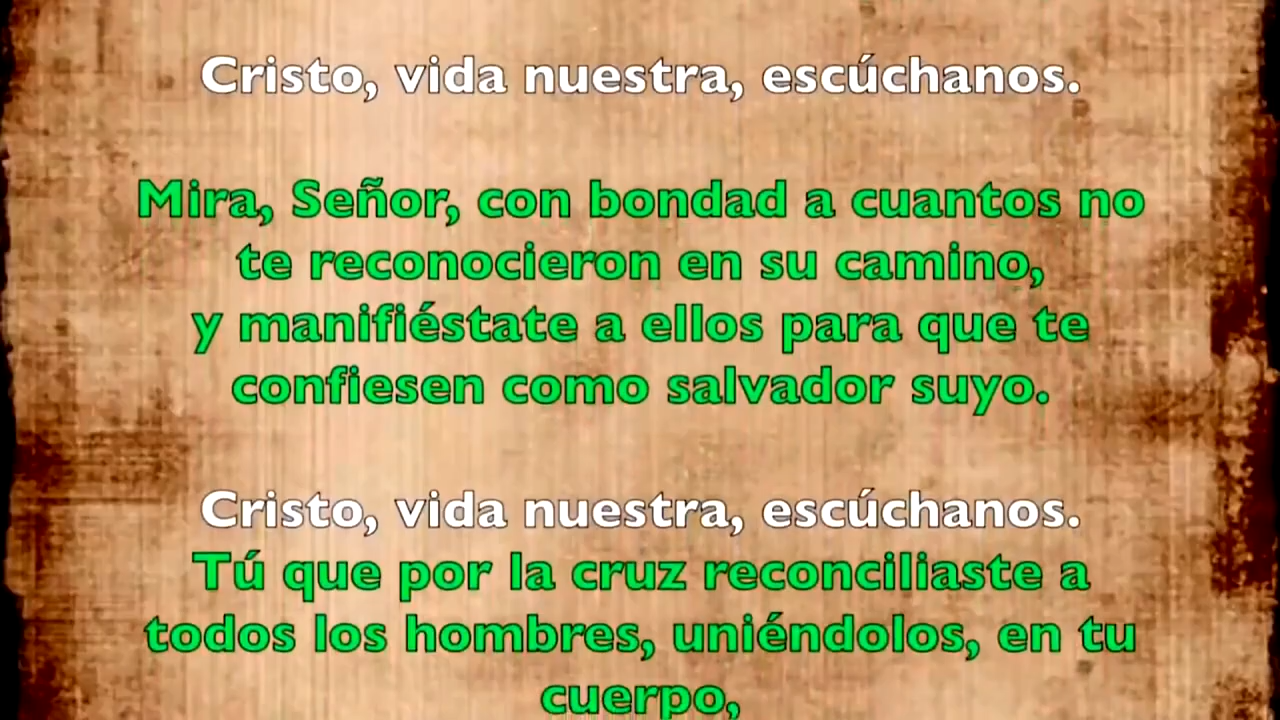 Cristo, vida nuestra, escúchanos.
Mira, Señor, con bondad a cuantos no
te reconocieron en su camino,
y manifiéstate a ellos para que te
confiesen como salvador suyo.
Cristo, vida nuestra, escúchanos.
Tú que por la cruz reconciliaste a
todos los hombres, uniéndolos, en tu
cuerpo,